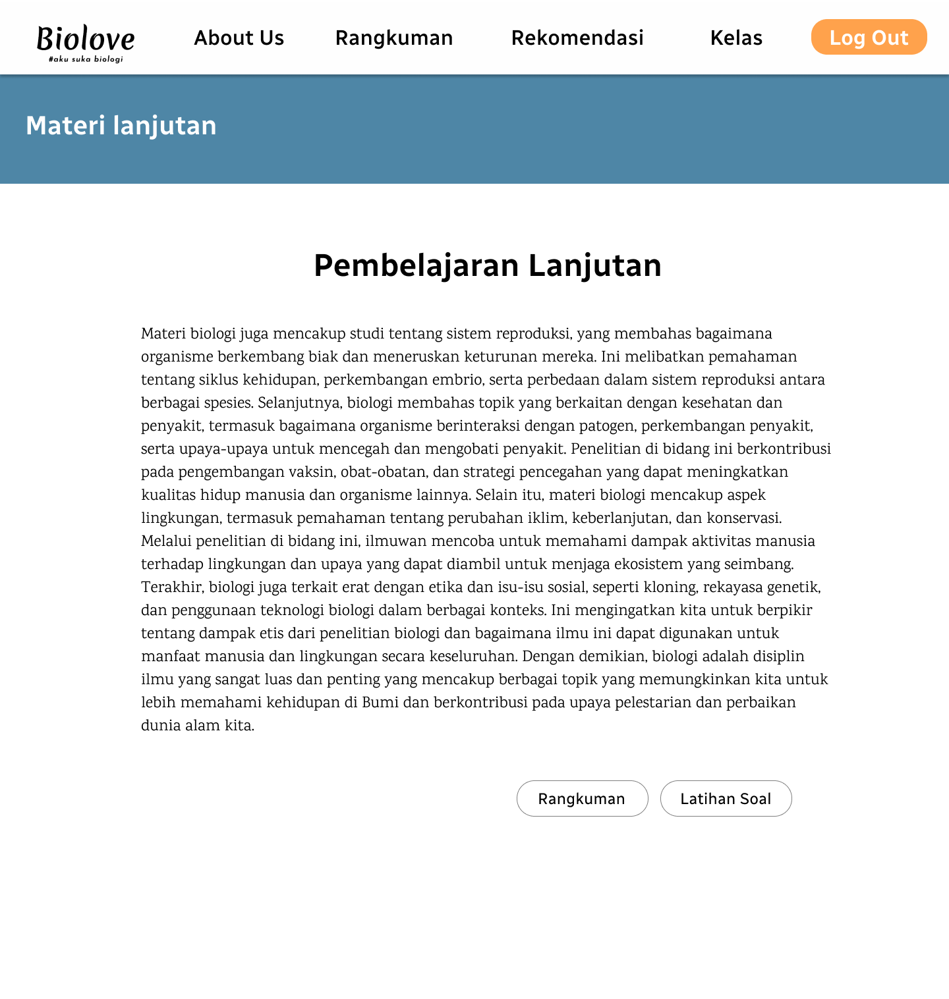 Biolove
#aku suka biologi
About Us
Rangkuman
Rekomendasi
Kelas
Log Out
Materi lanjutan
Pembelajaran Lanjutan
Materi biologi juga mencakup studi tentang sistem reproduksi, yang membahas bagaimana
organisme berkembang biak dan meneruskan keturunan mereka. Ini melibatkan pemahaman
tentang siklus kehidupan, perkembangan embrio, serta perbedaan dalam sistem reproduksi antara
berbagai spesies. Selanjutnya, biologi membahas topik yang berkaitan dengan kesehatan dan
penyakit, termasuk bagaimana organisme berinteraksi dengan patogen, perkembangan penyakit,
serta upaya-upaya untuk mencegah dan mengobati penyakit. Penelitian di bidang ini berkontribusi
pada pengembangan vaksin, obat-obatan, dan strategi pencegahan yang dapat meningkatkan
kualitas hidup manusia dan organisme lainnya. Selain itu, materi biologi mencakup aspek
lingkungan, termasuk pemahaman tentang perubahan iklim, keberlanjutan, dan konservasi.
Melalui penelitian di bidang ini, ilmuwan mencoba untuk memahami dampak aktivitas manusia
terhadap lingkungan dan upaya yang dapat diambil untuk menjaga ekosistem yang seimbang.
Terakhir, biologi juga terkait erat dengan etika dan isu-isu sosial, seperti kloning, rekayasa genetik,
dan penggunaan teknologi biologi dalam berbagai konteks. Ini mengingatkan kita untuk berpikir
tentang dampak etis dari penelitian biologi dan bagaimana ilmu ini dapat digunakan untuk
manfaat manusia dan lingkungan secara keseluruhan. Dengan demikian, biologi adalah disiplin
ilmu yang sangat luas dan penting yang mencakup berbagai topik yang memungkinkan kita untuk
lebih memahami kehidupan di Bumi dan berkontribusi pada upaya pelestarian dan perbaikan
dunia alam kita.
Rangkuman
Latihan Soal